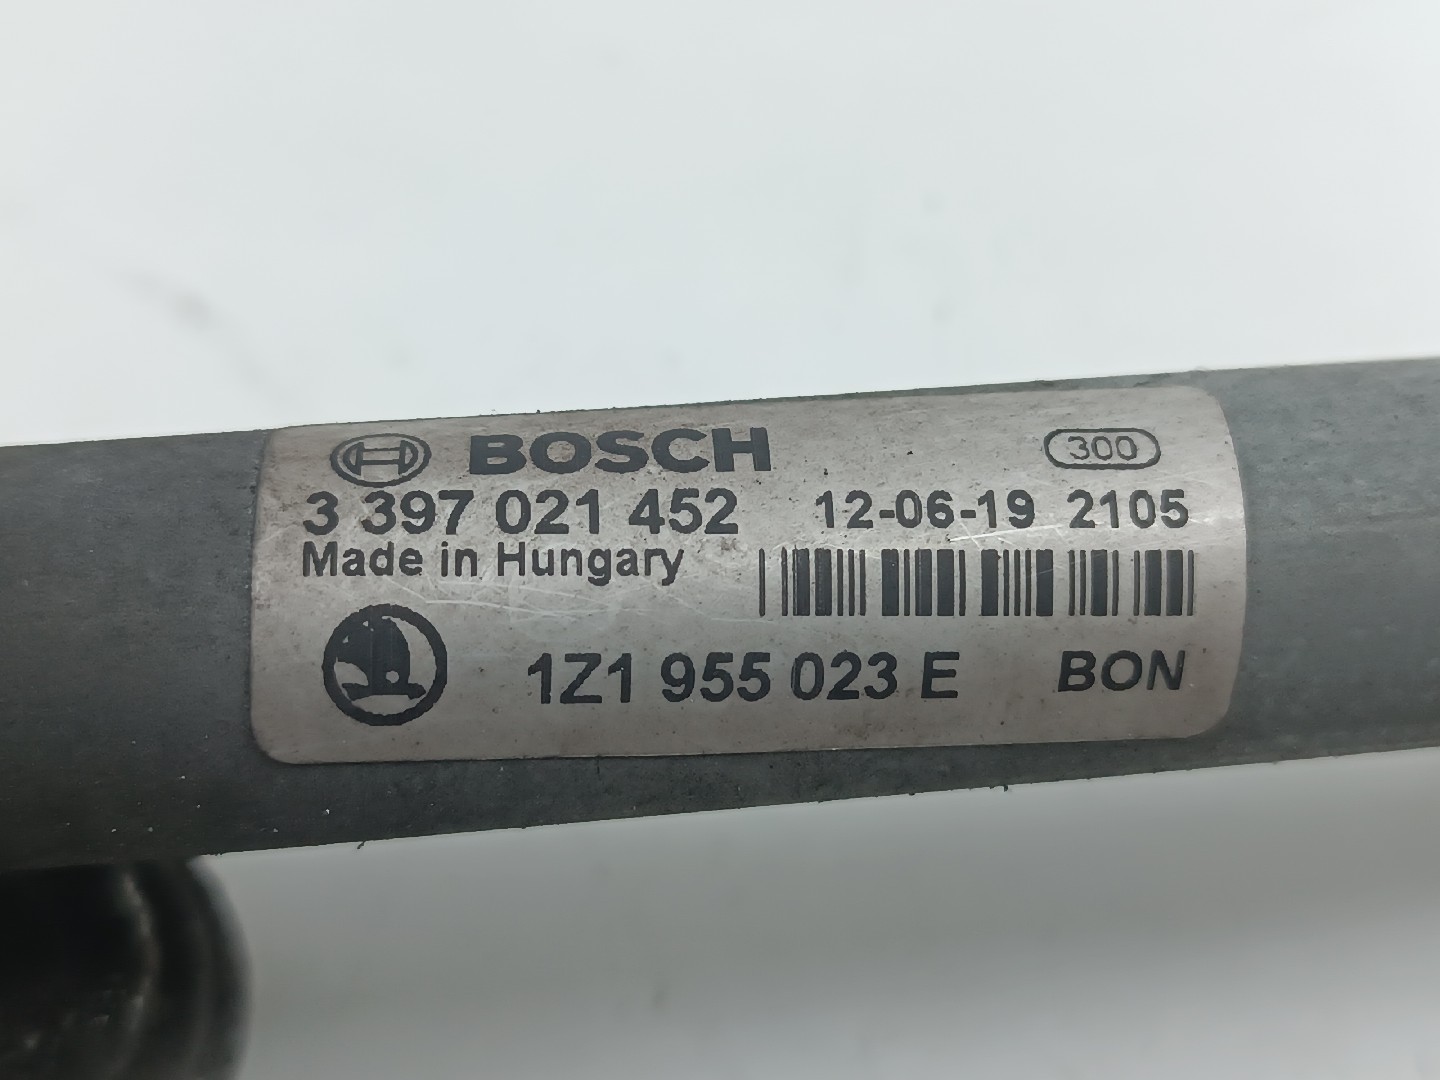 BOSCH 300
3 397 021 452 12-06-19 2105
Made in Hungary
1Z1 955 023 E BON